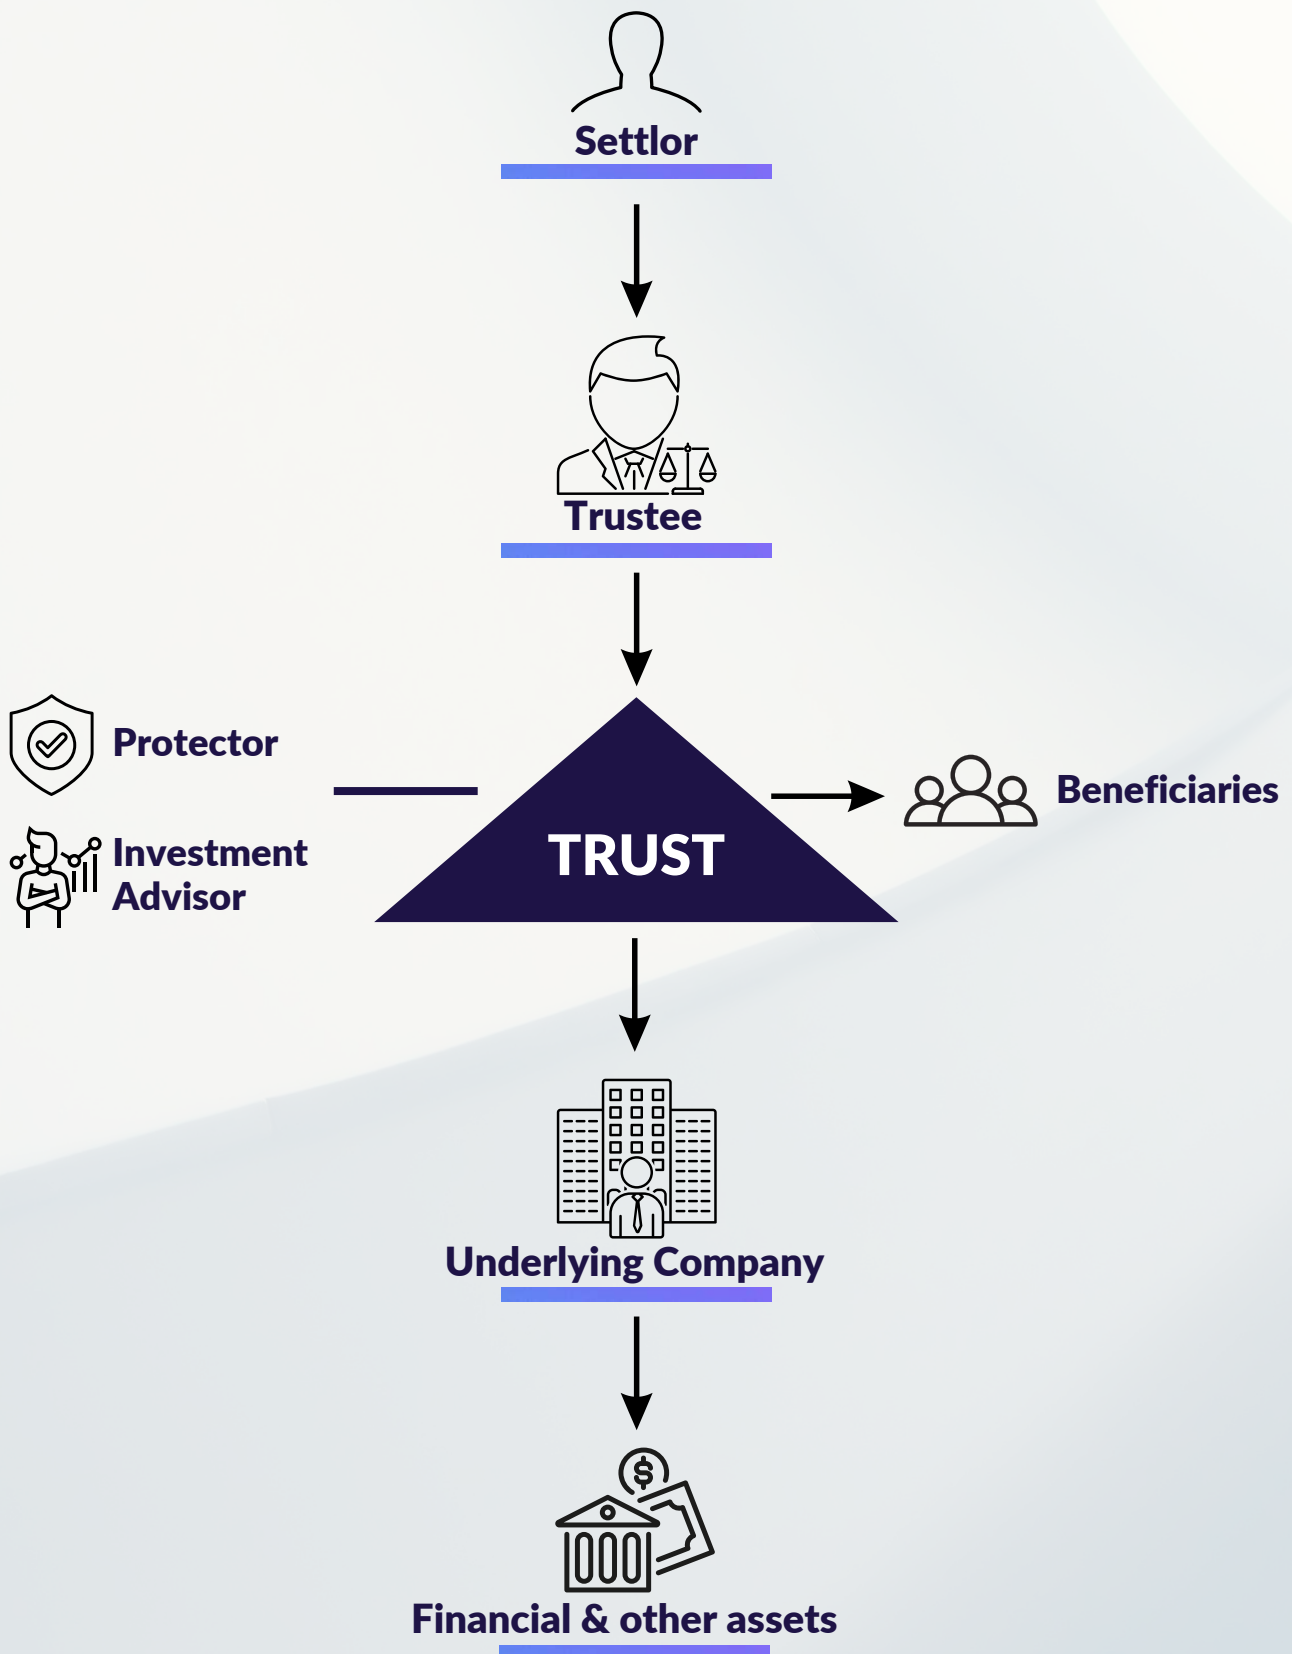 Settlor
Trustee
Protector
Investment
Advisor
TRUST
Beneficiaries
Underlying Company
$
Financial & other assets